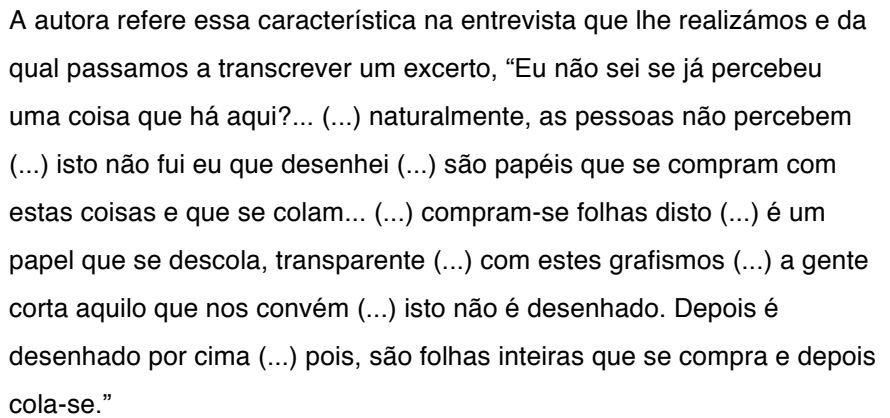 A autora refere essa característica na entrevista que lhe realizámos e da
qual passamos a transcrever um excerto, “Eu não sei se já percebeu
uma coisa que há aqui?... (...) naturalmente, as pessoas não percebem
(...) isto não fui eu que desenhei (...) são papéis que se compram com
estas coisas e que se colam... (...) compram-se folhas disto (...) é um
papel que se descola, transparente (...) com estes grafismos (...) a gente
corta aquilo que nos convém (...) isto não é desenhado. Depois é
desenhado por cima (...) pois, são folhas inteiras que se compra e depois
cola-se.”